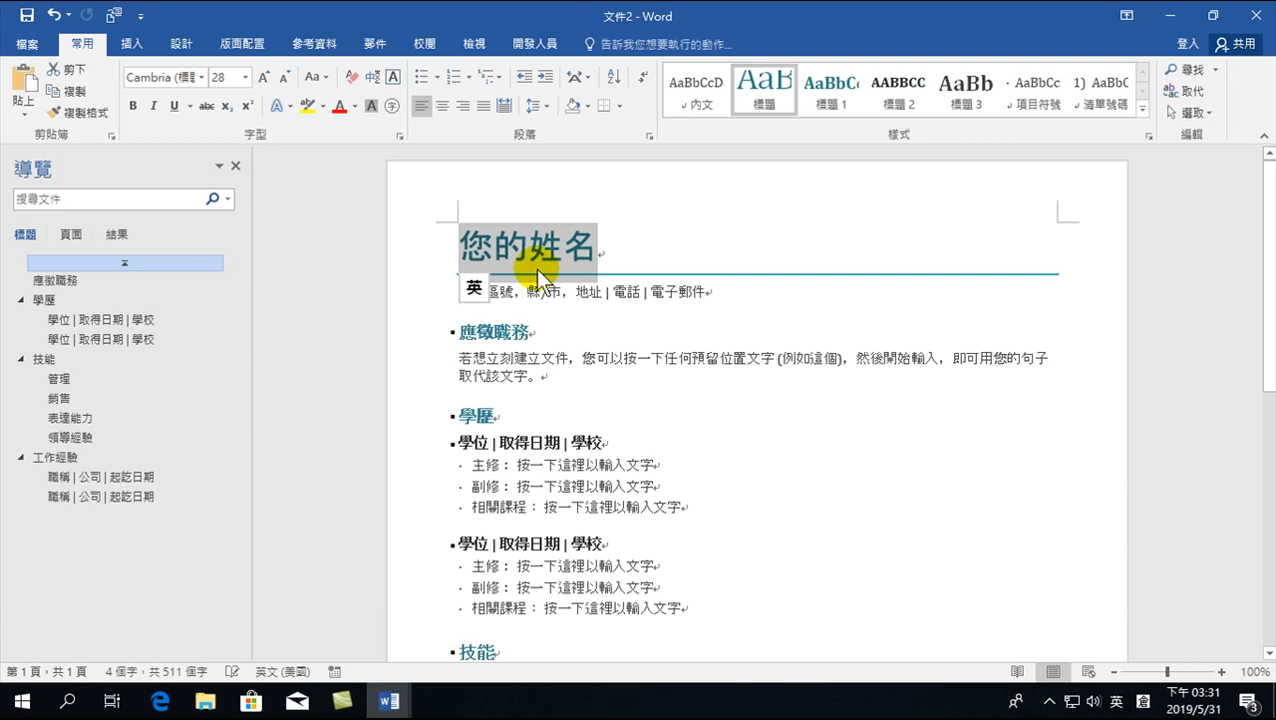 文件2 - Word
檔案 常用 插入 設計 版面配置 參考資料 郵件 校閱 檢視 開發人員 告訴我您想要執行的動作... 登入 共用
貼上 剪下 複製 複製格式
Cambria (標題 28
AaBbCcD AaB AaBbCc AABBCC AaBb · AaBbCc 1) AaBbC
內文 標題 標題 1 標題 2 標題 3 項目符號 清單號碼
尋找 取代 選取
剪貼簿 字型 段落 樣式 編輯
導覽
搜尋文件
標題 頁面 結果
應徵職務
學歷
學位 | 取得日期 | 學校
學位 | 取得日期 | 學校
技能
管理
銷售
表達能力
領導經驗
工作經驗
職稱 | 公司 | 起訖日期
職稱 | 公司 | 起訖日期
您的姓名
英
區號，縣/市，地址 | 電話 | 電子郵件
應徵職務
若想立刻建立文件，您可以按一下任何預留位置文字 (例如這個)，然後開始輸入，即可用您的句子
取代該文字。
學歷
學位 | 取得日期 | 學校
· 主修： 按一下這裡以輸入文字
· 副修： 按一下這裡以輸入文字
· 相關課程： 按一下這裡以輸入文字
學位 | 取得日期 | 學校
· 主修： 按一下這裡以輸入文字
· 副修： 按一下這裡以輸入文字
· 相關課程： 按一下這裡以輸入文字
技能
第 1 頁，共 1 頁 4 個字，共 511 個字 英文 (美國) 100%
英 倉 下午 03:31
2019/5/31
3